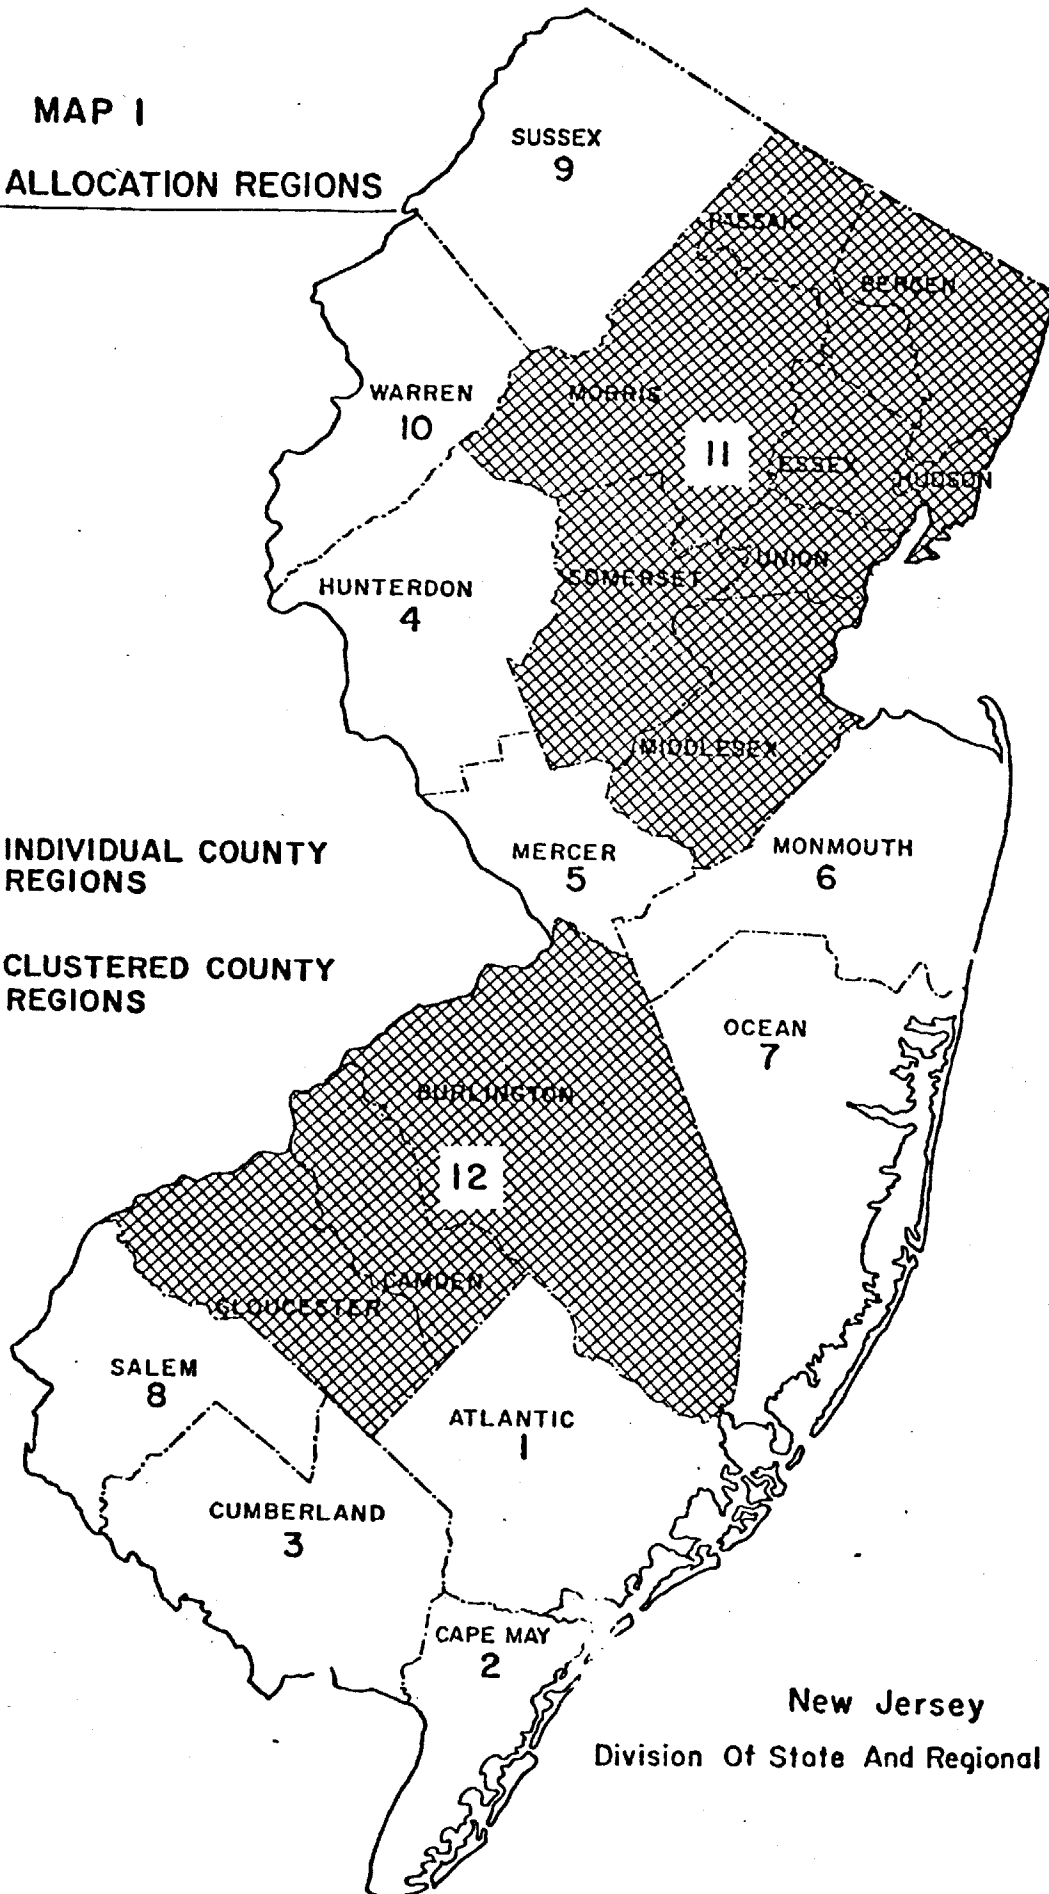 MAP 1
ALLOCATION REGIONS
SUSSEX
9
PASSAIC
BERGEN
WARREN
10
MORRIS
11
ESSEX
HUDSON
HUNTERDON
4
SOMERSET
UNION
MIDDLESEX
INDIVIDUAL COUNTY
REGIONS
MERCER
5
MONMOUTH
6
CLUSTERED COUNTY
REGIONS
OCEAN
7
BURLINGTON
12
CAMDEN
GLOUCESTER
SALEM
8
ATLANTIC
1
CUMBERLAND
3
CAPE MAY
2
New Jersey
Division Of State And Regional